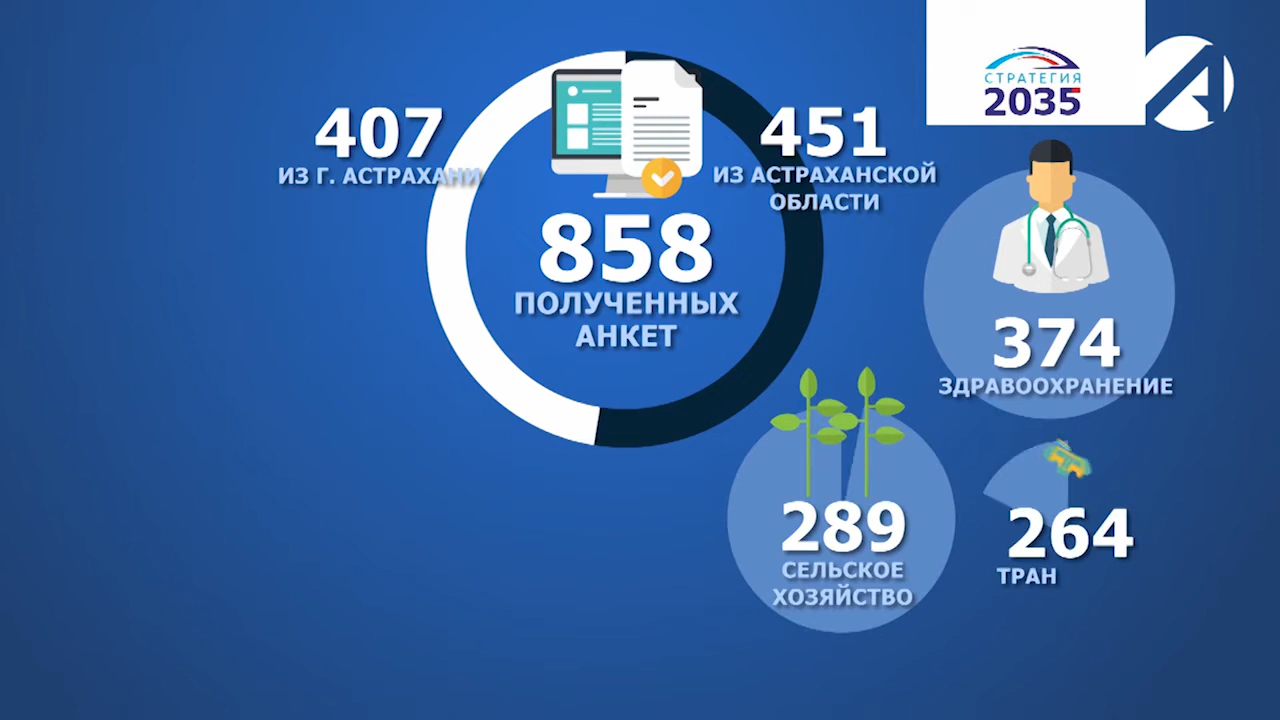 СТРАТЕГИЯ
2035
407
ИЗ Г. АСТРАХАНИ
451
ИЗ АСТРАХАНСКОЙ
ОБЛАСТИ
858
ПОЛУЧЕННЫХ
АНКЕТ
374
ЗДРАВООХРАНЕНИЕ
289
СЕЛЬСКОЕ
ХОЗЯЙСТВО
264
ТРАН